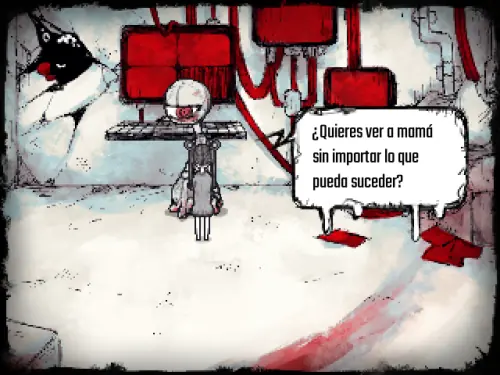 ¿Quieres ver a mamá
sin importar lo que
pueda suceder?